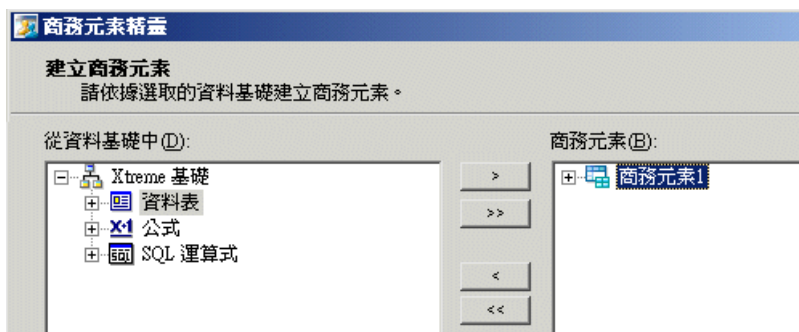 商務元素精靈
建立商務元素
請依據選取的資料基礎建立商務元素。
從資料基礎中(D):
商務元素(B):
Xtreme 基礎
資料表
公式
SQL 運算式
商務元素1
>
>>
<
<<